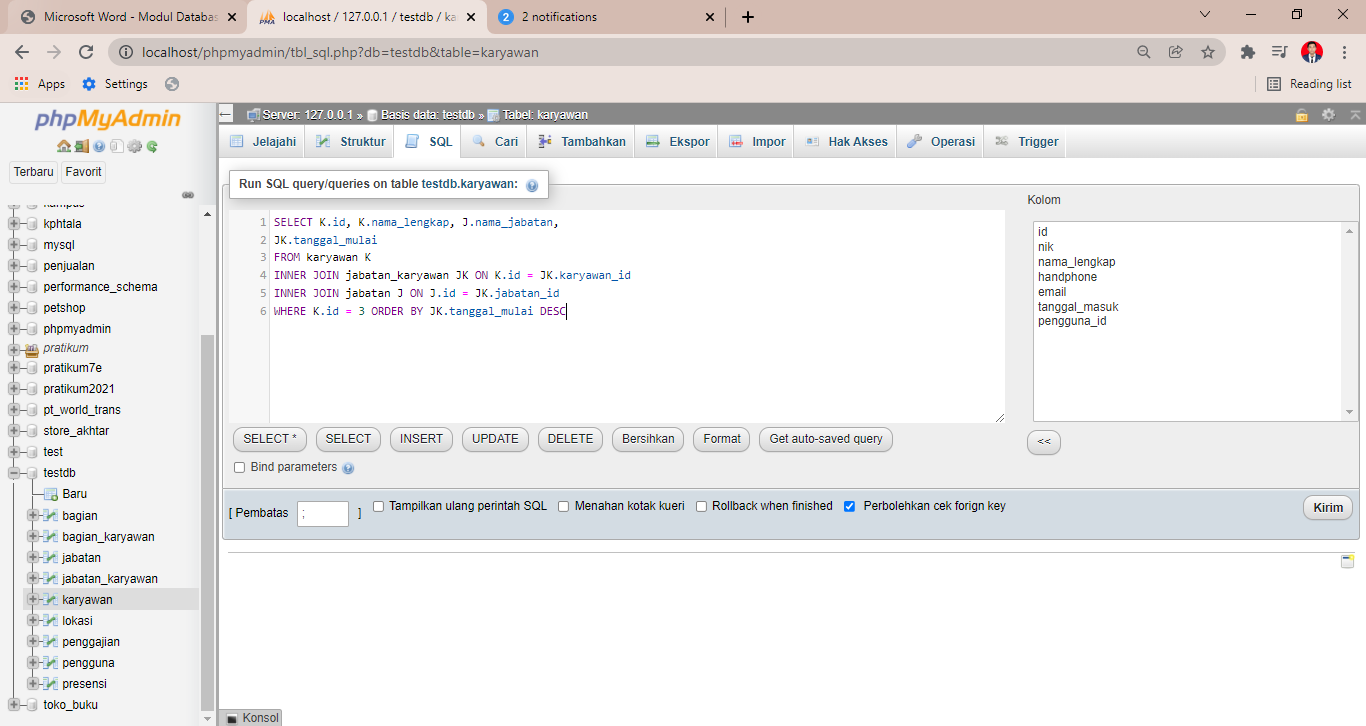 Microsoft Word - Modul Databas
localhost / 127.0.0.1 / testdb / ka
2 2 notifications
localhost/phpmyadmin/tbl_sql.php?db=testdb&table=karyawan
Apps Settings
Reading list
phpMyAdmin
Terbaru Favorit
kphtala
mysql
penjualan
performance_schema
petshop
phpmyadmin
pratikum
pratikum7e
pratikum2021
pt_world_trans
store_akhtar
test
testdb
Baru
bagian
bagian_karyawan
jabatan
jabatan_karyawan
karyawan
lokasi
penggajian
pengguna
presensi
toko_buku
Server: 127.0.0.1 » Basis data: testdb » Tabel: karyawan
Jelajahi Struktur SQL Cari Tambahkan Ekspor Impor Hak Akses Operasi Trigger
Run SQL query/queries on table testdb.karyawan:
1 SELECT K.id, K.nama_lengkap, J.nama_jabatan,
2 JK.tanggal_mulai
3 FROM karyawan K
4 INNER JOIN jabatan_karyawan JK ON K.id = JK.karyawan_id
5 INNER JOIN jabatan J ON J.id = JK.jabatan_id
6 WHERE K.id = 3 ORDER BY JK.tanggal_mulai DESC
Kolom
id
nik
nama_lengkap
handphone
email
tanggal_masuk
pengguna_id
SELECT * SELECT INSERT UPDATE DELETE Bersihkan Format Get auto-saved query
<<
Bind parameters
[ Pembatas ; ] Tampilkan ulang perintah SQL Menahan kotak kueri Rollback when finished Perbolehkan cek forign key
Kirim
Konsol